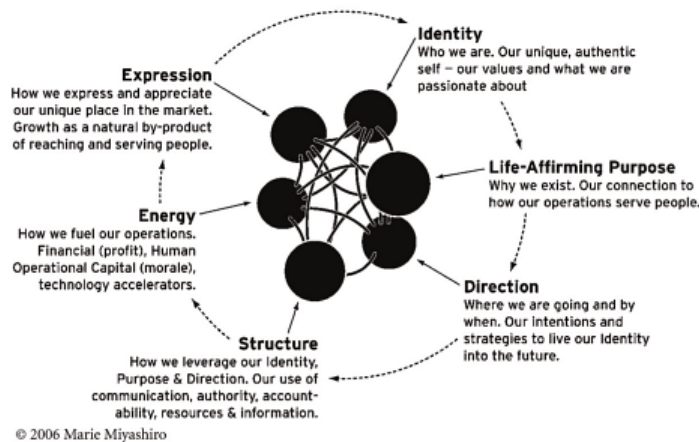 Identity
Who we are. Our unique, authentic
self – our values and what we are
passionate about
Life-Affirming Purpose
Why we exist. Our connection to
how our operations serve people.
Direction
Where we are going and by
when. Our intentions and
strategies to live our Identity
into the future.
Structure
How we leverage our Identity,
Purpose & Direction. Our use of
communication, authority, account-
ability, resources & information.
Energy
How we fuel our operations.
Financial (profit), Human
Operational Capital (morale),
technology accelerators.
Expression
How we express and appreciate
our unique place in the market.
Growth as a natural by-product
of reaching and serving people.
© 2006 Marie Miyashiro